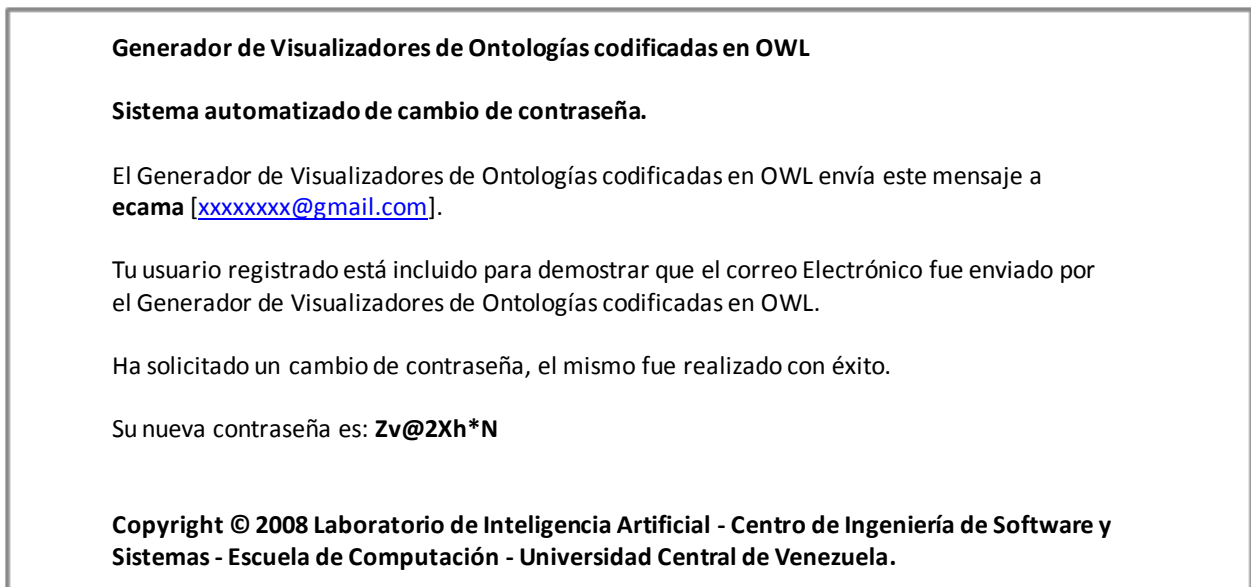 Generador de Visualizadores de Ontologías codificadas en OWL
Sistema automatizado de cambio de contraseña.
El Generador de Visualizadores de Ontologías codificadas en OWL envía este mensaje a
ecama [xxxxxxxx@gmail.com].
Tu usuario registrado está incluido para demostrar que el correo Electrónico fue enviado por
el Generador de Visualizadores de Ontologías codificadas en OWL.
Ha solicitado un cambio de contraseña, el mismo fue realizado con éxito.
Su nueva contraseña es: Zv@2Xh*N
Copyright © 2008 Laboratorio de Inteligencia Artificial - Centro de Ingeniería de Software y
Sistemas - Escuela de Computación - Universidad Central de Venezuela.